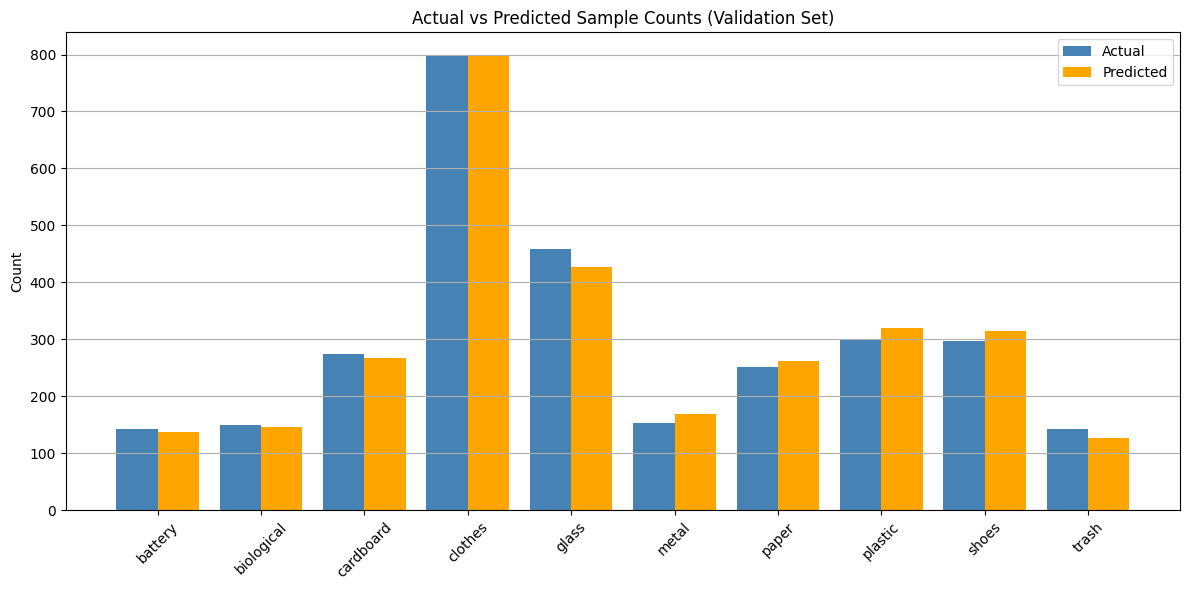 Actual vs Predicted Sample Counts (Validation Set)
Actual
Predicted
Count
800
700
600
500
400
300
200
100
0
battery
biological
cardboard
clothes
glass
metal
paper
plastic
shoes
trash